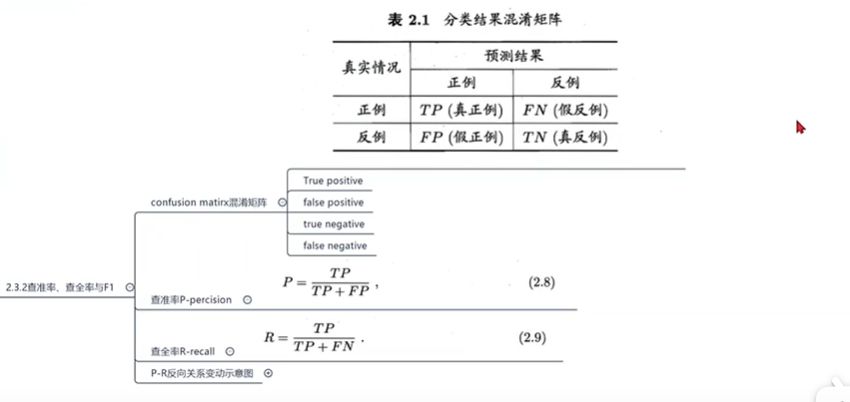 表 2.1 分类结果混淆矩阵
真实情况 预测结果
正例 反例
正例 TP (真正例) FN (假反例)
反例 FP (假正例) TN (真反例)
True positive
confusion matirx混淆矩阵
false positive
true negative
false negative
2.3.2查准率、查全率与F1
P = TP / (TP + FP) , (2.8)
查准率P-percision
R = TP / (TP + FN) . (2.9)
查全率R-recall
P-R反向关系变动示意图